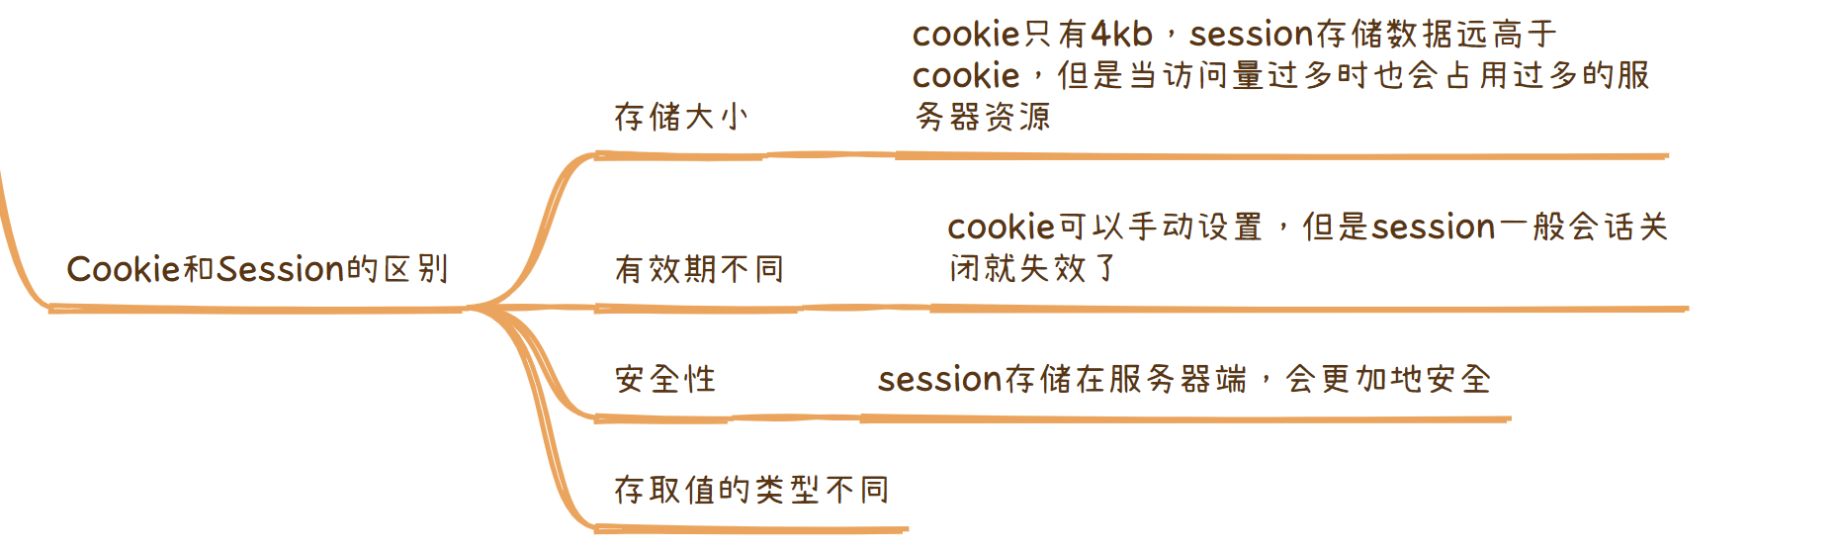 Cookie和Session的区别
存储大小
cookie只有4kb，session存储数据远高于
cookie，但是当访问量过多时也会占用过多的服
务器资源
有效期不同
cookie可以手动设置，但是session一般会话关
闭就失效了
安全性
session存储在服务器端，会更加地安全
存取值的类型不同